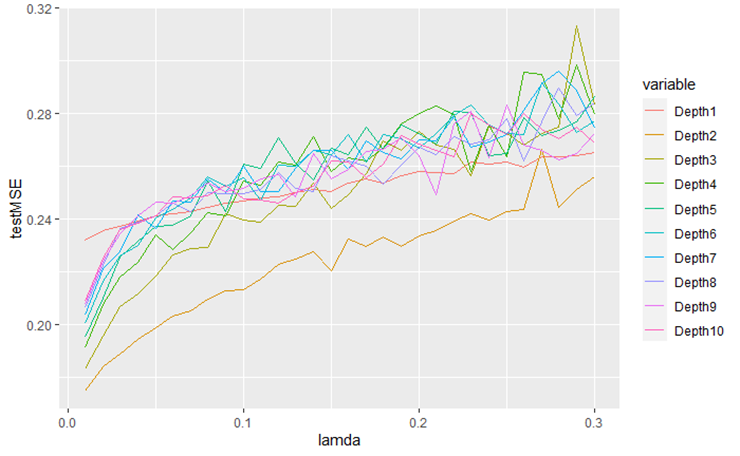 0.32
0.28
0.24
0.20
testMSE
0.0
0.1
0.2
0.3
lamda
variable
Depth1
Depth2
Depth3
Depth4
Depth5
Depth6
Depth7
Depth8
Depth9
Depth10